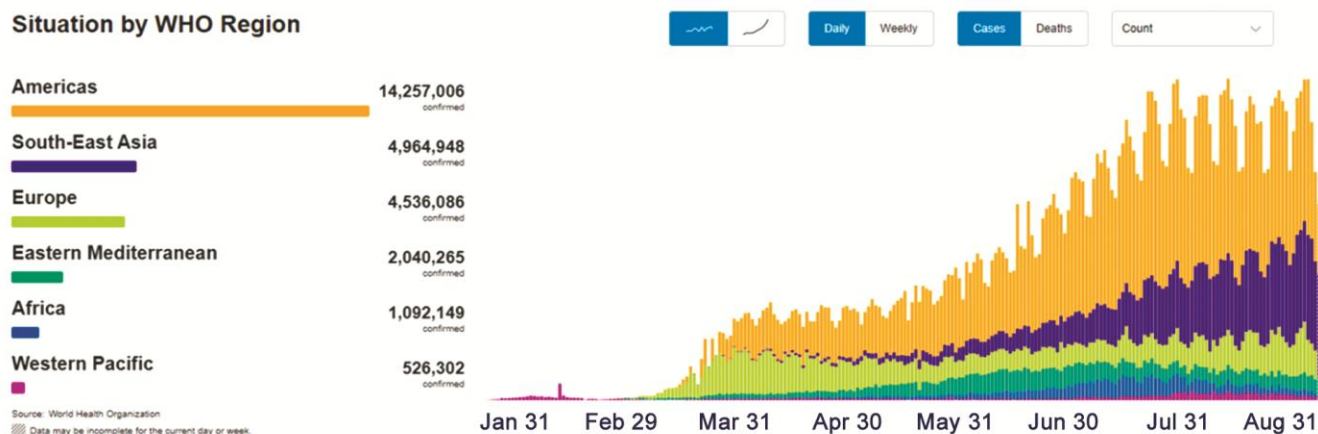 Situation by WHO Region
Daily
Weekly
Cases
Deaths
Count
Americas
14,257,006
confirmed
South-East Asia
4,964,948
confirmed
Europe
4,536,086
confirmed
Eastern Mediterranean
2,040,265
confirmed
Africa
1,092,149
confirmed
Western Pacific
526,302
confirmed
Source: World Health Organization
Data may be incomplete for the current day or week.
Jan 31 Feb 29 Mar 31 Apr 30 May 31 Jun 30 Jul 31 Aug 31